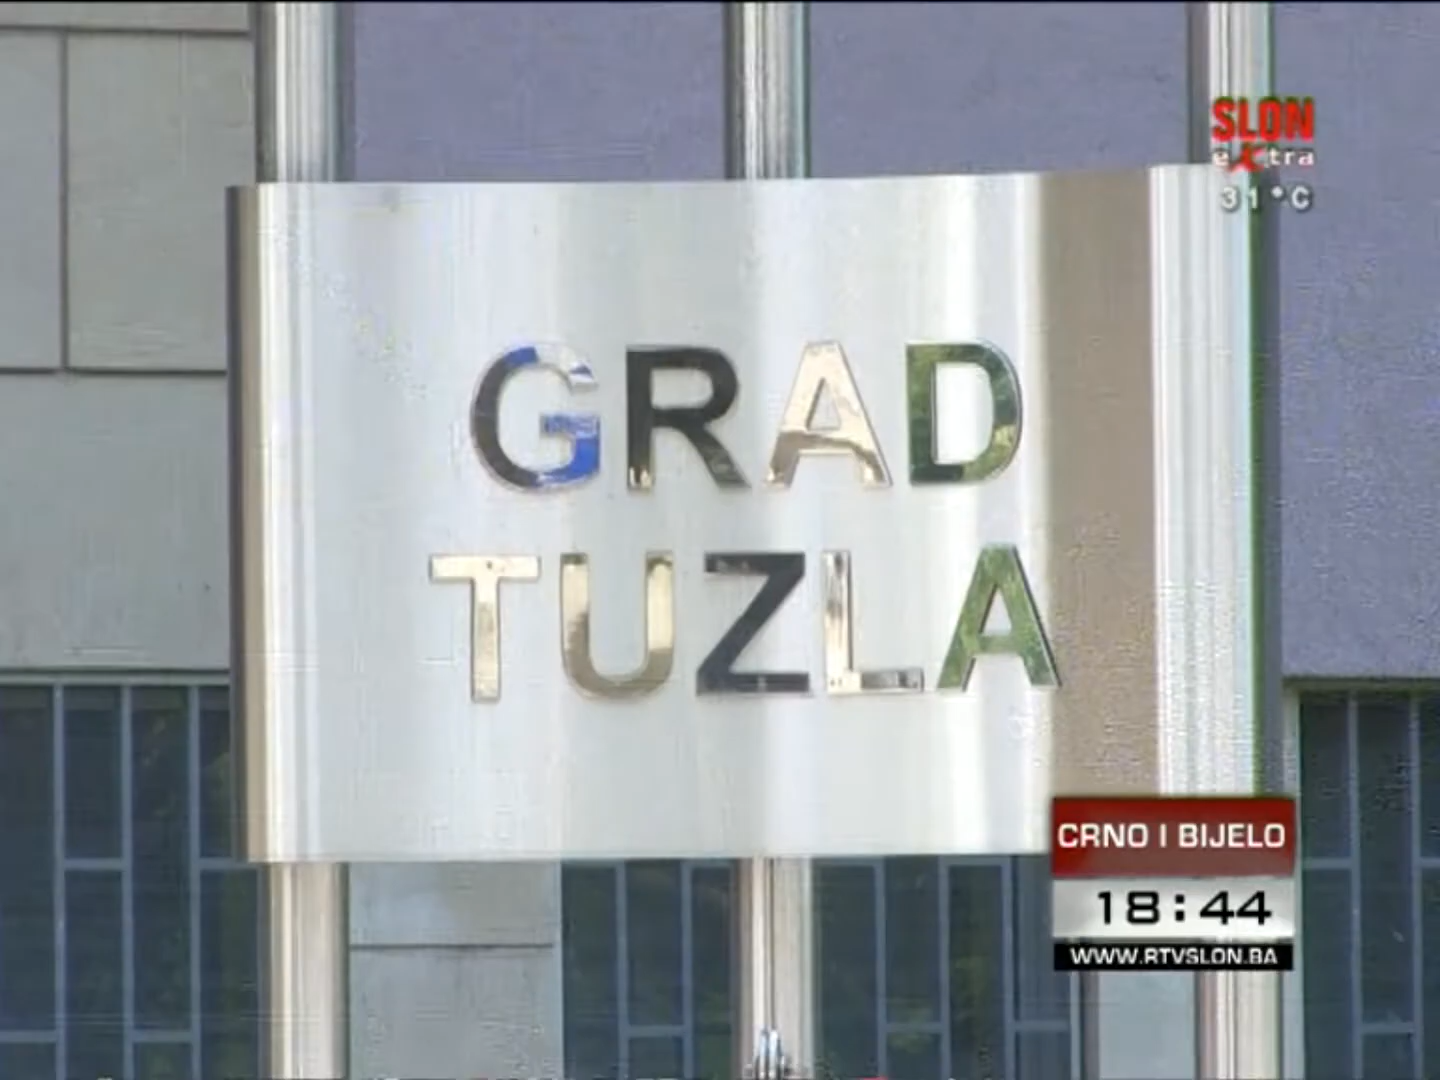 SLON
extra
31°C
GRAD
TUZLA
CRNO I BIJELO
18:44
WWW.RTVSLON.BA